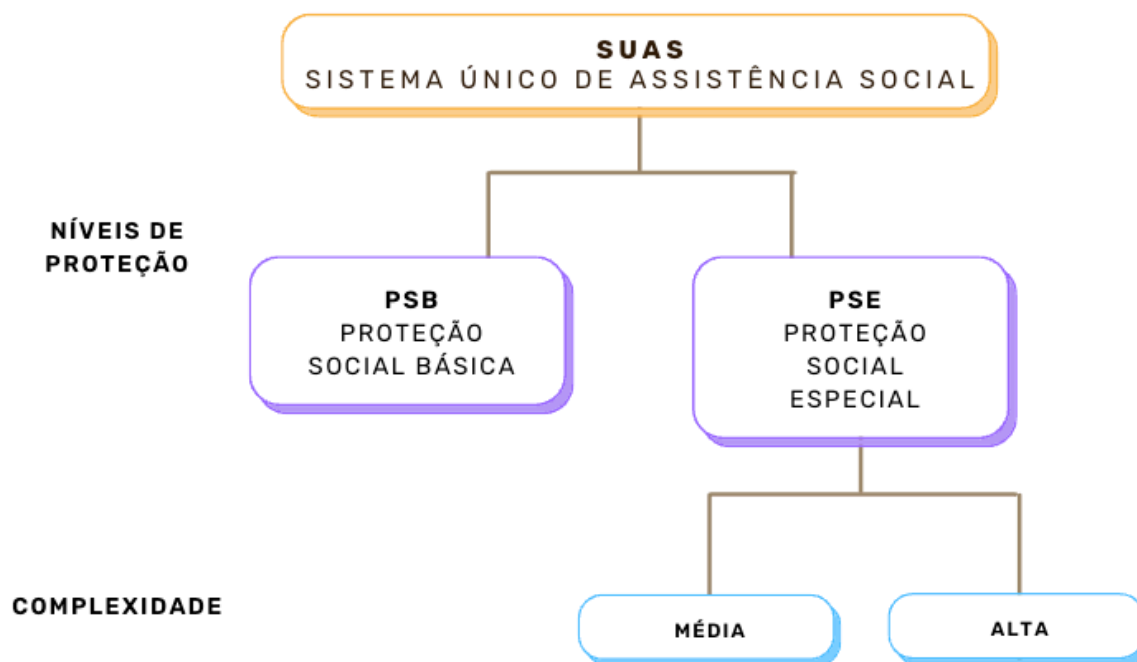 SUAS
SISTEMA ÚNICO DE ASSISTÊNCIA SOCIAL
NÍVEIS DE
PROTEÇÃO
PSB
PROTEÇÃO
SOCIAL BÁSICA
PSE
PROTEÇÃO
SOCIAL
ESPECIAL
COMPLEXIDADE
MÉDIA
ALTA